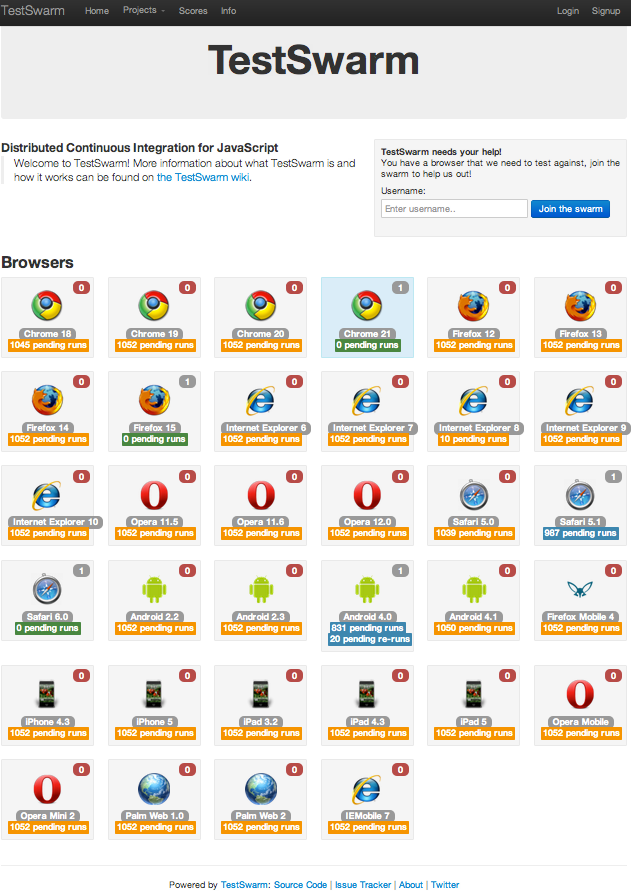 TestSwarm Home Projects Scores Info Login Signup
TestSwarm
Distributed Continuous Integration for JavaScript
Welcome to TestSwarm! More information about what TestSwarm is and
how it works can be found on the TestSwarm wiki.
TestSwarm needs your help!
You have a browser that we need to test against, join the
swarm to help us out!
Username:
Enter username.. Join the swarm
Browsers
0 0 0 1 0 0
Chrome 18 Chrome 19 Chrome 20 Chrome 21 Firefox 12 Firefox 13
1045 pending runs 1052 pending runs 1052 pending runs 0 pending runs 1052 pending runs 1052 pending runs
0 1 0 0 0 0
Firefox 14 Firefox 15 Internet Explorer 6 Internet Explorer 7 Internet Explorer 8 Internet Explorer 9
1052 pending runs 0 pending runs 1052 pending runs 1052 pending runs 10 pending runs 1052 pending runs
0 0 0 0 0 1
Internet Explorer 10 Opera 11.5 Opera 11.6 Opera 12.0 Safari 5.0 Safari 5.1
1052 pending runs 1052 pending runs 1052 pending runs 1052 pending runs 1039 pending runs 967 pending runs
1 0 0 1 0 0
Safari 6.0 Android 2.2 Android 2.3 Android 4.0 Android 4.1 Firefox Mobile 4
0 pending runs 1052 pending runs 1052 pending runs 831 pending runs 1050 pending runs 1052 pending runs
20 pending re-runs
0 0 0 0 0 0
iPhone 4.3 iPhone 5 iPad 3.2 iPad 4.3 iPad 5 Opera Mobile
1052 pending runs 1052 pending runs 1052 pending runs 1052 pending runs 1052 pending runs 1052 pending runs
0 0 0 0
Opera Mini 2 Palm Web 1.0 Palm Web 2 IEMobile 7
1052 pending runs 1052 pending runs 1052 pending runs 1052 pending runs
Powered by TestSwarm: Source Code | Issue Tracker | About | Twitter